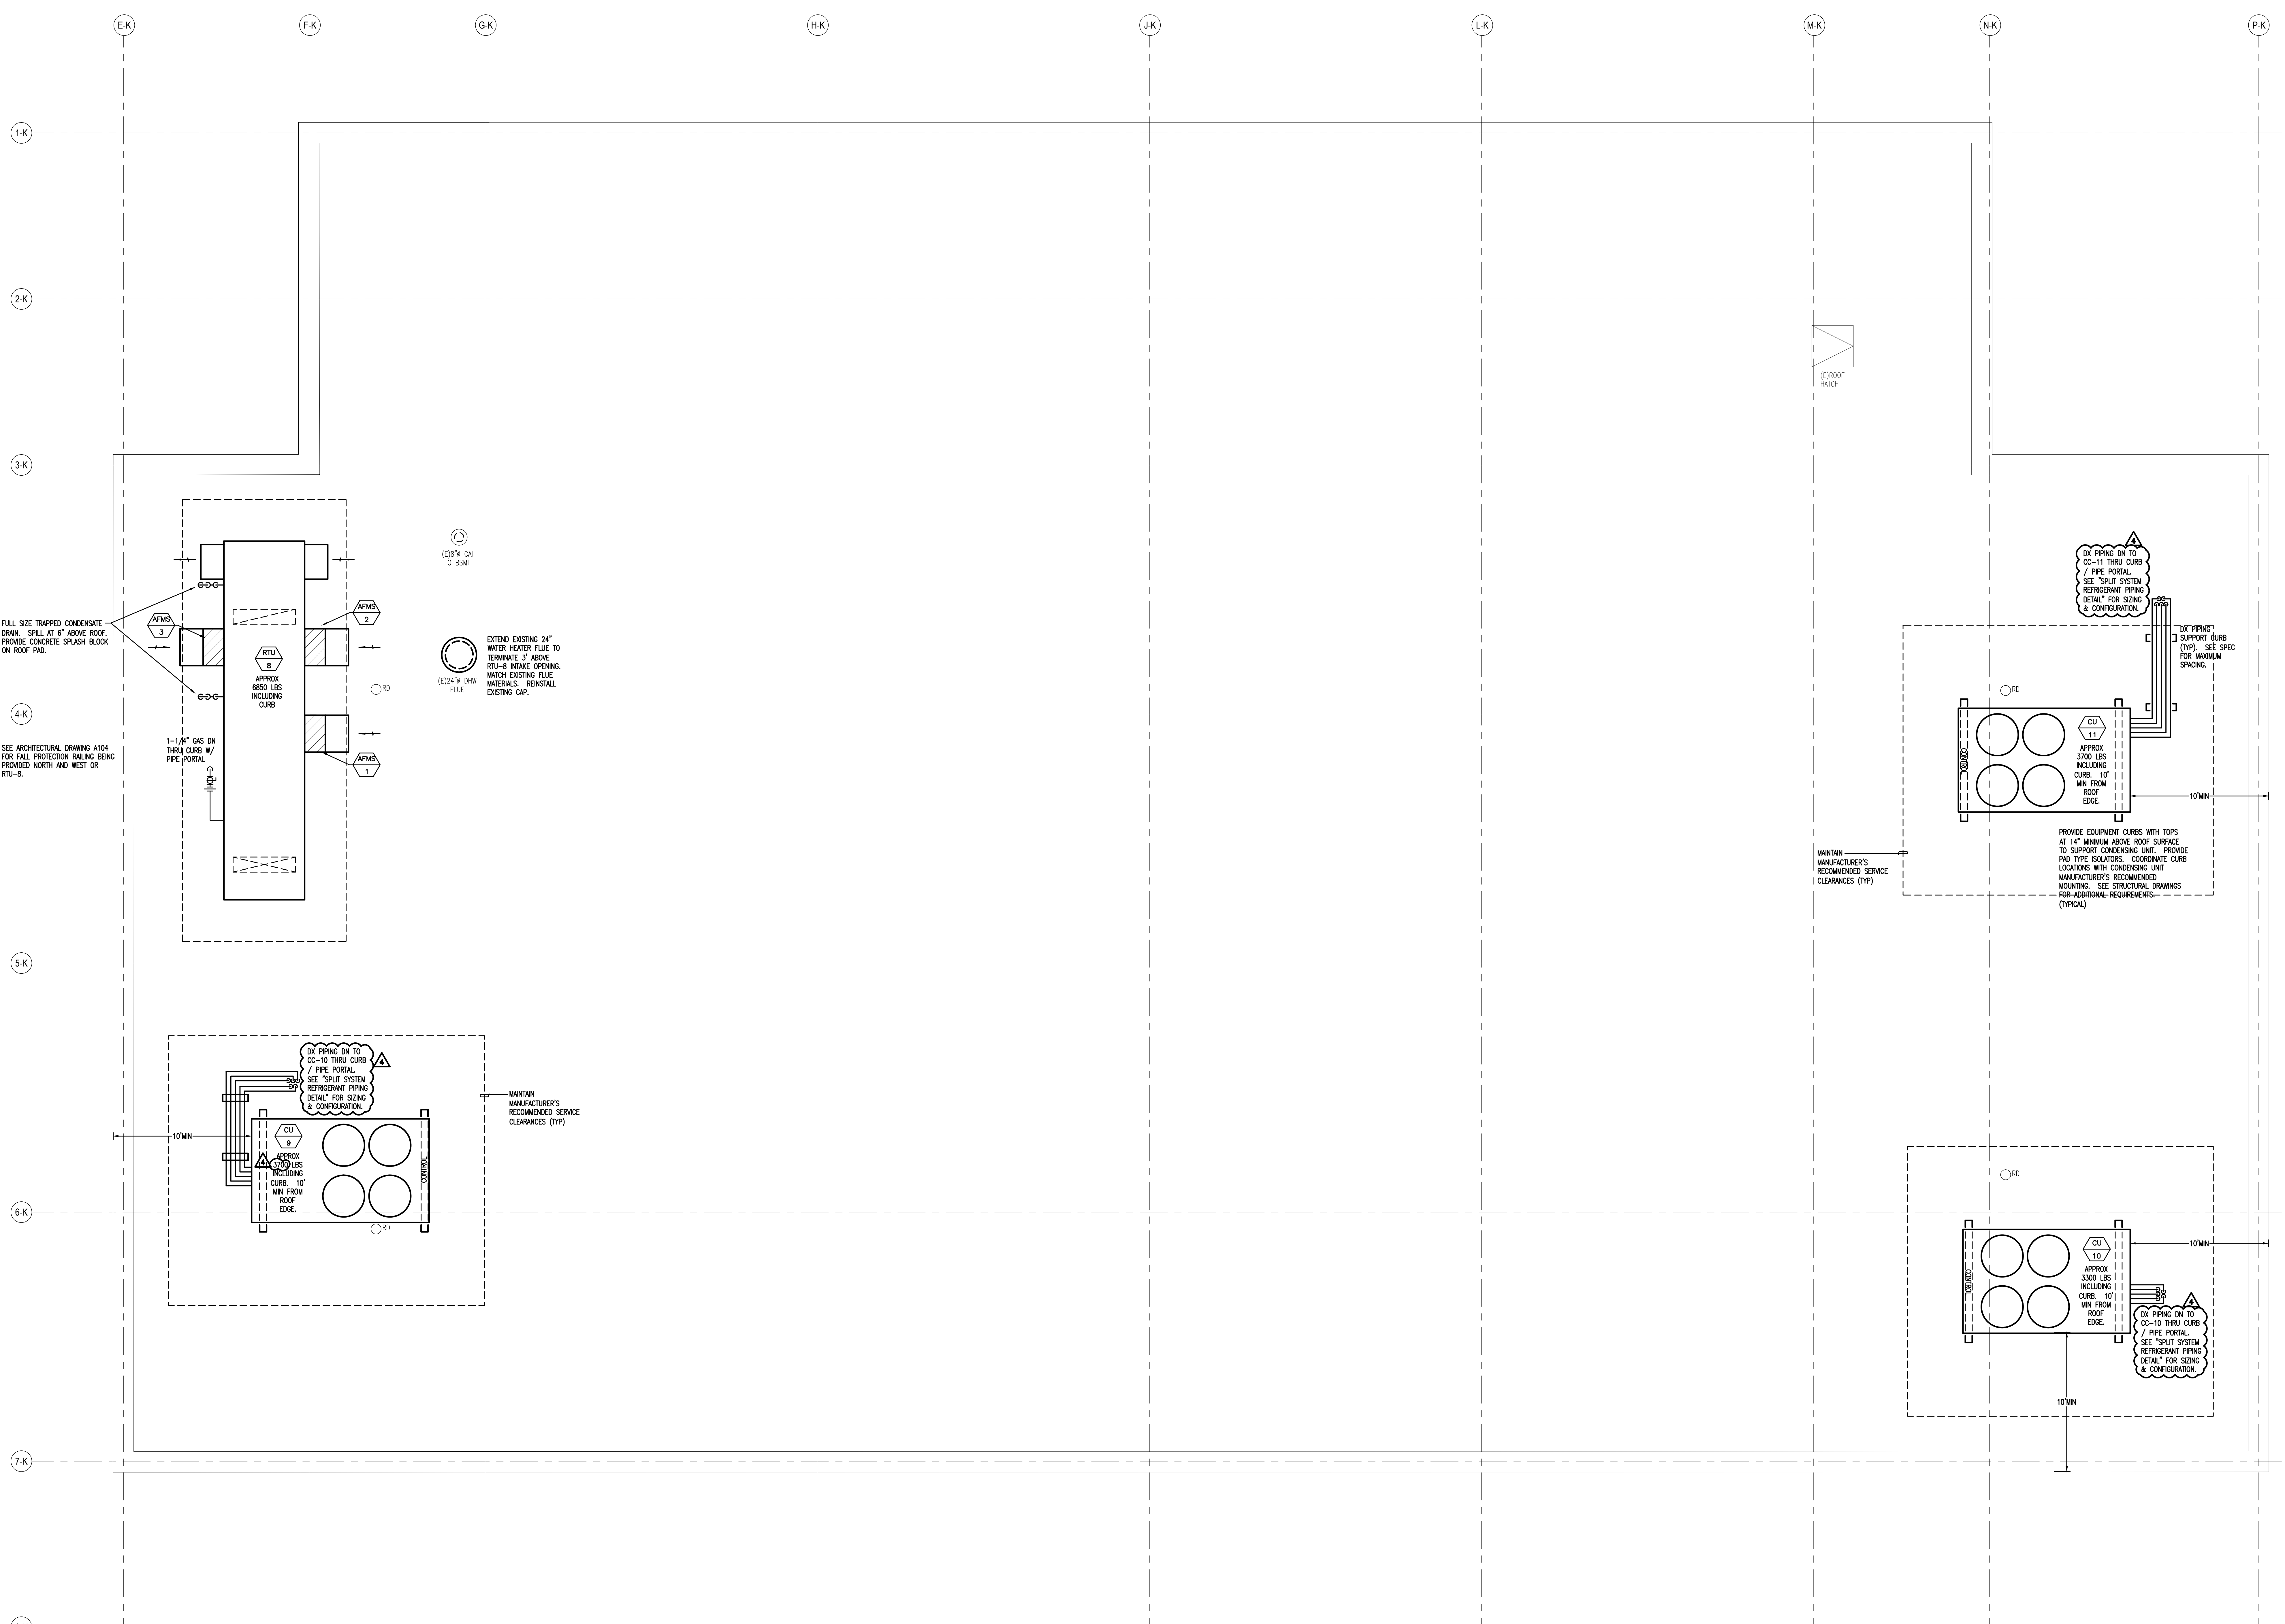 E-K
F-K
G-K
H-K
J-K
L-K
M-K
N-K
P-K
1-K
2-K
3-K
4-K
5-K
6-K
7-K
(E)ROOF
HATCH
(E)8"ø CAI
TO BSMT
FULL SIZE TRAPPED CONDENSATE
DRAIN. SPILL AT 6" ABOVE ROOF.
PROVIDE CONCRETE SPLASH BLOCK
ON ROOF PAD.
AFMS
3
AFMS
2
RTU
8
APPROX
6850 LBS
INCLUDING
CURB
(E)24"ø DHW
FLUE
EXTEND EXISTING 24"
WATER HEATER FLUE TO
TERMINATE 3' ABOVE
RTU-8 INTAKE OPENING.
MATCH EXISTING FLUE
MATERIALS. REINSTALL
EXISTING CAP.
RD
SEE ARCHITECTURAL DRAWING A104
FOR FALL PROTECTION RAILING BEING
PROVIDED NORTH AND WEST OR
RTU-8.
1-1/4" GAS DN
THRU CURB W/
PIPE PORTAL
AFMS
1
4
DX PIPING DN TO
CC-11 THRU CURB
/ PIPE PORTAL.
SEE "SPLIT SYSTEM
REFRIGERANT PIPING
DETAIL" FOR SIZING
& CONFIGURATION.
DX PIPING
SUPPORT CURB
(TYP). SEE SPEC
FOR MAXIMUM
SPACING.
RD
CONTROL
CU
11
APPROX
3700 LBS
INCLUDING
CURB. 10'
MIN FROM
ROOF
EDGE.
10'MIN
PROVIDE EQUIPMENT CURBS WITH TOPS
AT 14" MINIMUM ABOVE ROOF SURFACE
TO SUPPORT CONDENSING UNIT. PROVIDE
PAD TYPE ISOLATORS. COORDINATE CURB
LOCATIONS WITH CONDENSING UNIT
MANUFACTURER'S RECOMMENDED
MOUNTING. SEE STRUCTURAL DRAWINGS
FOR ADDITIONAL REQUIREMENTS.
(TYPICAL)
MAINTAIN
MANUFACTURER'S
RECOMMENDED SERVICE
CLEARANCES (TYP)
DX PIPING DN TO
CC-10 THRU CURB
/ PIPE PORTAL.
SEE "SPLIT SYSTEM
REFRIGERANT PIPING
DETAIL" FOR SIZING
& CONFIGURATION.
4
MAINTAIN
MANUFACTURER'S
RECOMMENDED SERVICE
CLEARANCES (TYP)
10'MIN
CU
9
APPROX
3700 LBS
INCLUDING
CURB. 10'
MIN FROM
ROOF
EDGE.
4
CONTROL
RD
RD
CONTROL
CU
10
APPROX
3300 LBS
INCLUDING
CURB. 10'
MIN FROM
ROOF
EDGE.
10'MIN
4
DX PIPING DN TO
CC-10 THRU CURB
/ PIPE PORTAL.
SEE "SPLIT SYSTEM
REFRIGERANT PIPING
DETAIL" FOR SIZING
& CONFIGURATION.
10'MIN